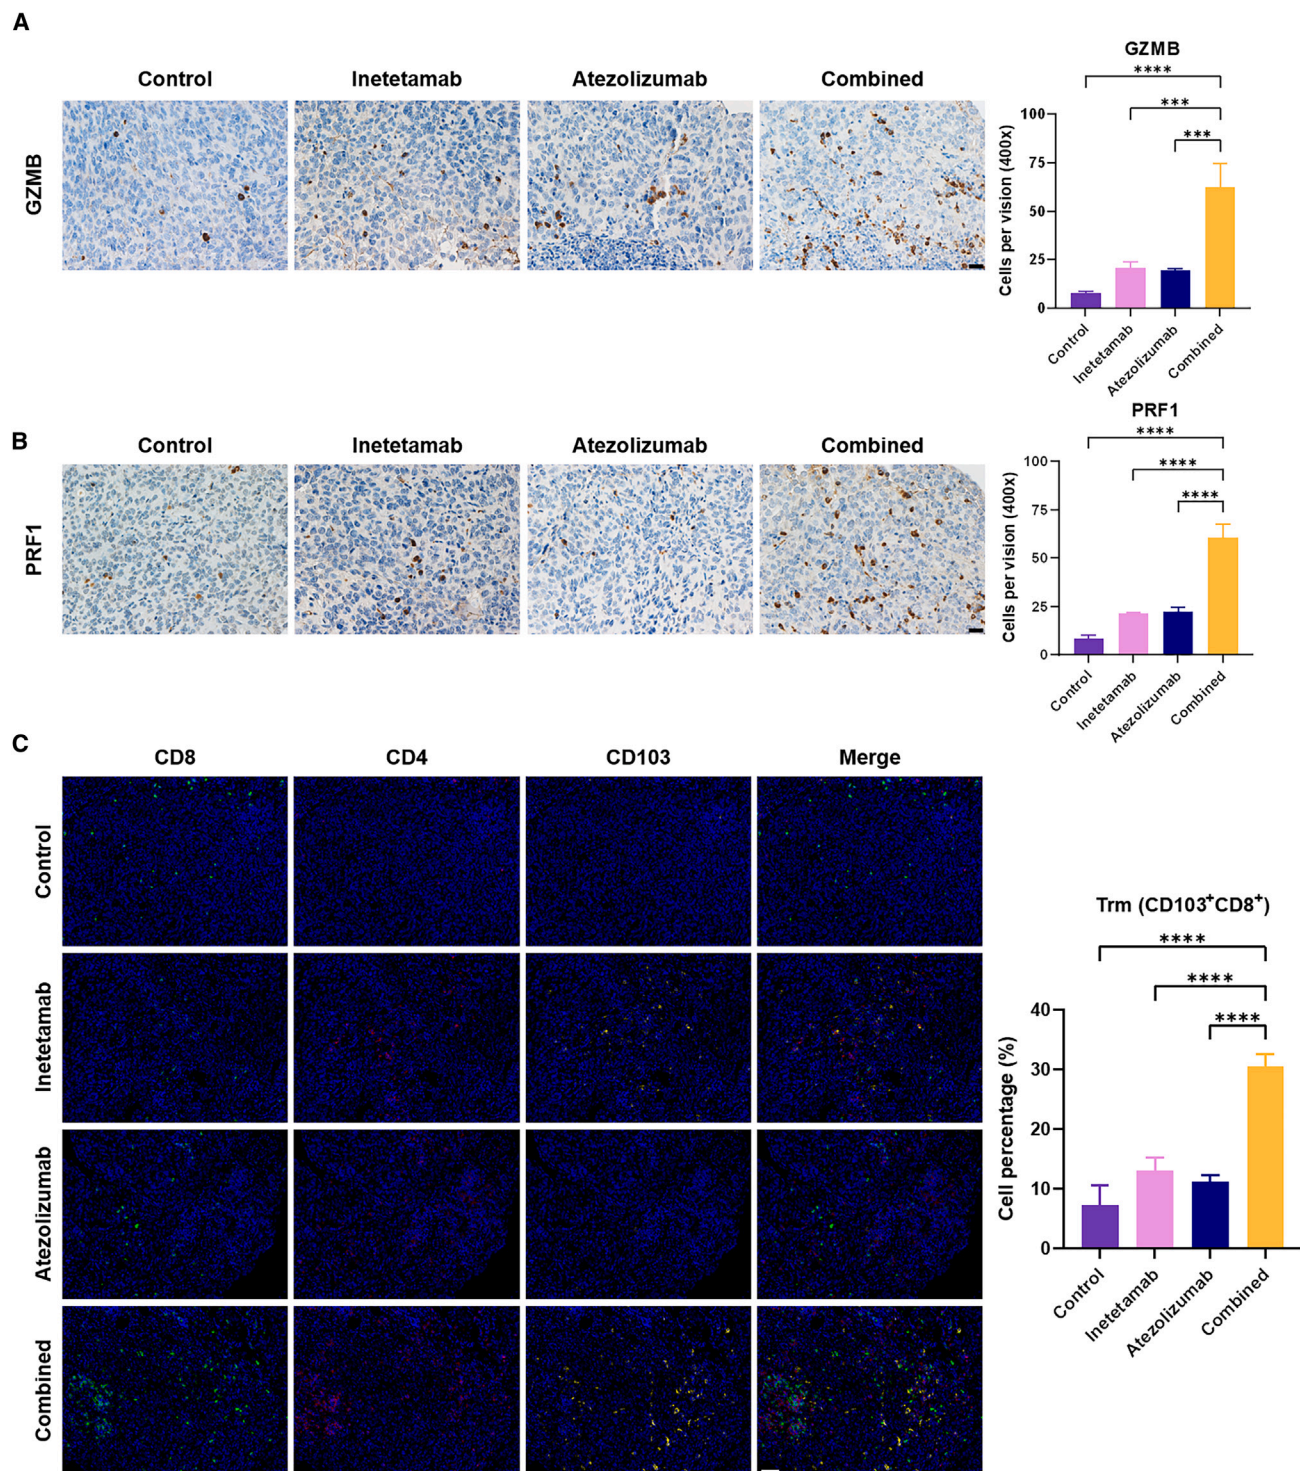 A
Control Inetetamab Atezolizumab Combined
GZMB
GZMB
****
***
***
Cells per vision (400x)
100
75
50
25
0
Control
Inetetamab
Atezolizumab
Combined
B
Control Inetetamab Atezolizumab Combined
PRF1
PRF1
****
****
****
Cells per vision (400x)
100
75
50
25
0
Control
Inetetamab
Atezolizumab
Combined
C
CD8 CD4 CD103 Merge
Control
Inetetamab
Atezolizumab
Combined
Trm (CD103⁺CD8⁺)
****
****
****
Cell percentage (%)
40
30
20
10
0
Control
Inetetamab
Atezolizumab
Combined